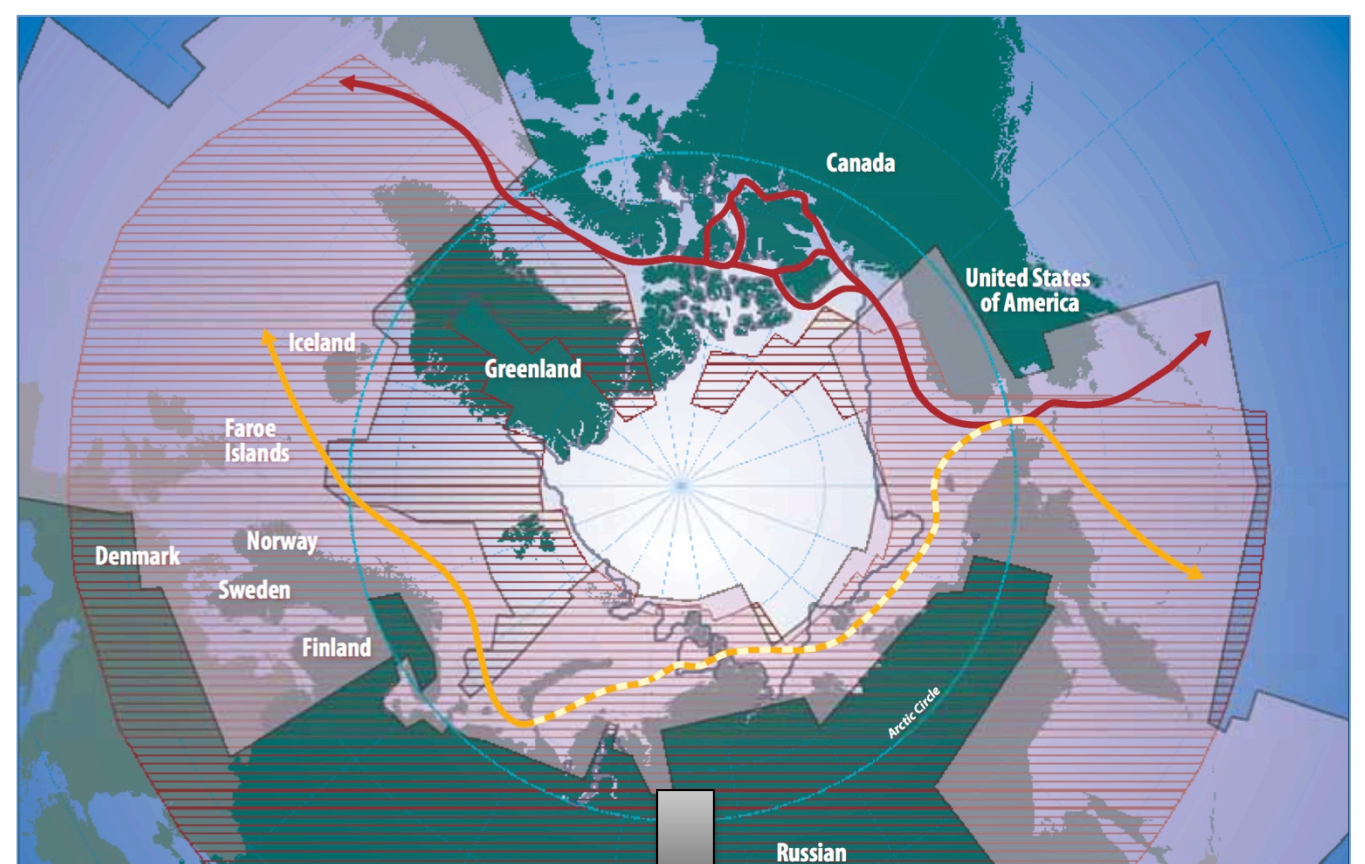 Canada
United States
of America
Iceland
Greenland
Faroe
Islands
Norway
Denmark
Sweden
Finland
Arctic Circle
Russian